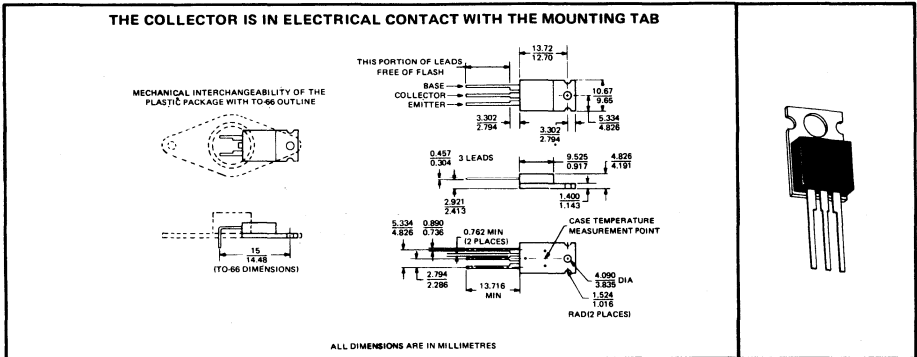 THE COLLECTOR IS IN ELECTRICAL CONTACT WITH THE MOUNTING TAB
MECHANICAL INTERCHANGEABILITY OF THE
PLASTIC PACKAGE WITH TO-66 OUTLINE
15
14.48
(TO-66 DIMENSIONS)
THIS PORTION OF LEADS
FREE OF FLASH
BASE
COLLECTOR
EMITTER
13.72
12.70
10.67
9.65
5.334
4.826
3.302
2.794
3.302
2.794
0.457
0.304
3 LEADS
9.525
0.917
4.826
4.191
2.921
2.413
1.400
1.143
5.334
4.826
0.890
0.736
0.762 MIN
(2 PLACES)
CASE TEMPERATURE
MEASUREMENT POINT
2.794
2.286
13.716
MIN
4.090
3.835
DIA
1.524
1.016
RAD(2 PLACES)
ALL DIMENSIONS ARE IN MILLIMETRES